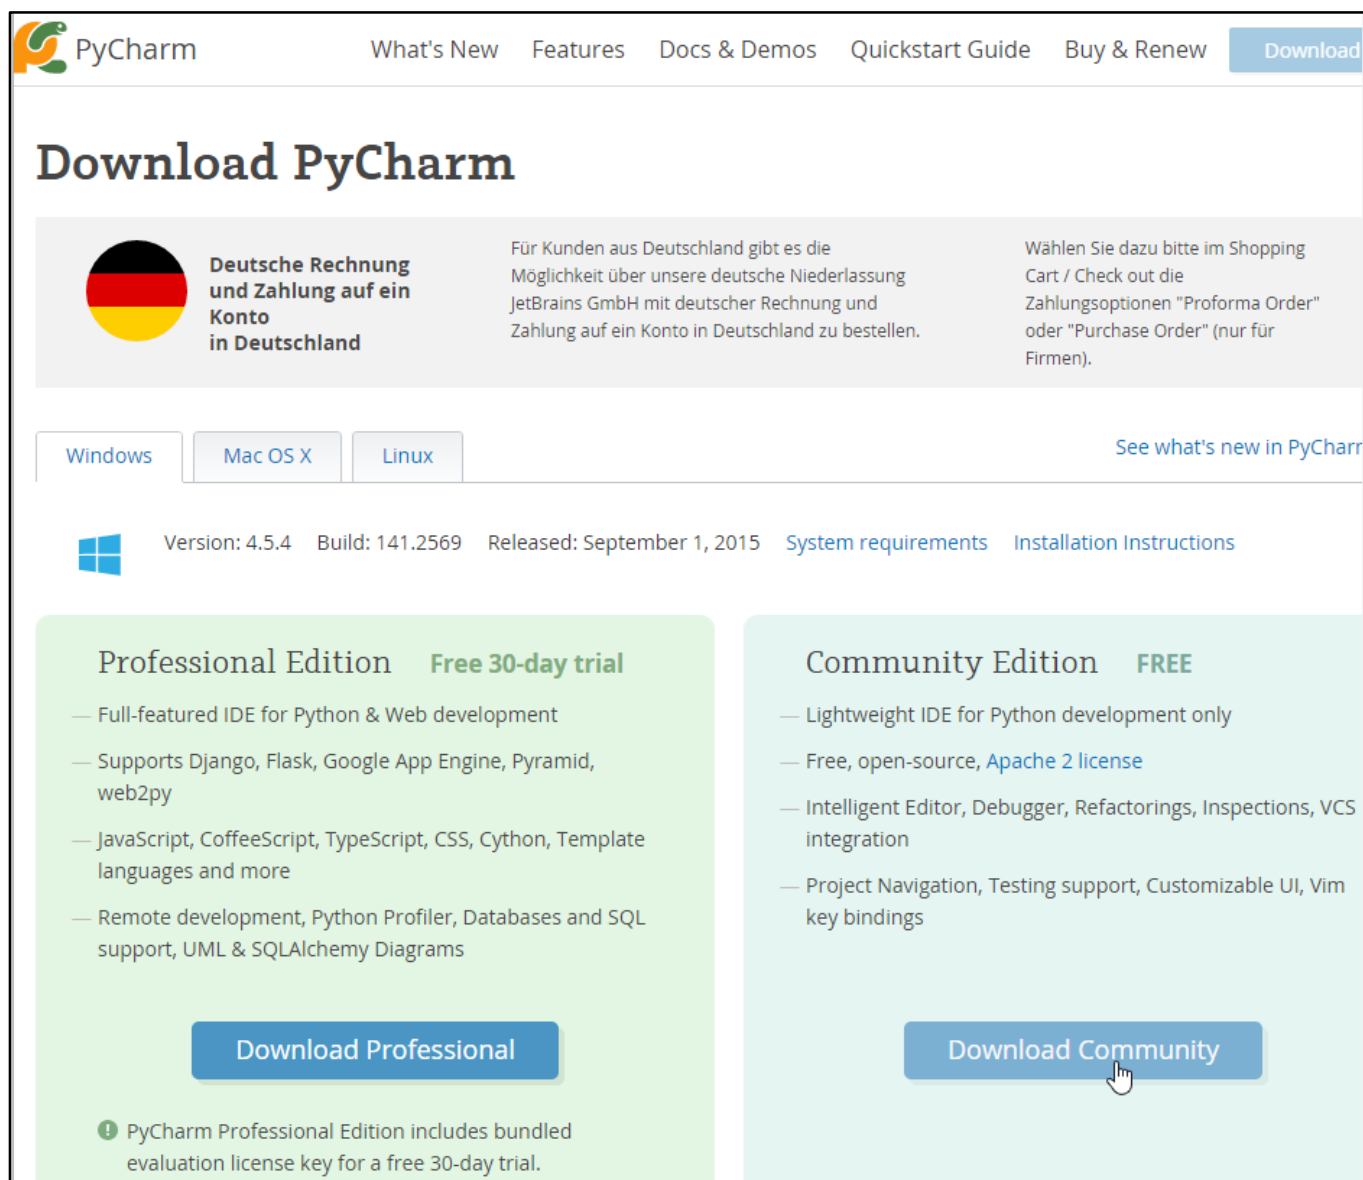 PyCharm
What's New Features Docs & Demos Quickstart Guide Buy & Renew Download
Download PyCharm
Deutsche Rechnung
und Zahlung auf ein
Konto
in Deutschland
Für Kunden aus Deutschland gibt es die
Möglichkeit über unsere deutsche Niederlassung
JetBrains GmbH mit deutscher Rechnung und
Zahlung auf ein Konto in Deutschland zu bestellen.
Wählen Sie dazu bitte im Shopping
Cart / Check out die
Zahlungsoptionen "Proforma Order"
oder "Purchase Order" (nur für
Firmen).
Windows
Mac OS X
Linux
See what's new in
Version: 4.5.4 Build: 141.2569 Released: September 1, 2015 System requirements Installation Instructions
Professional Edition Free 30-day trial
— Full-featured IDE for Python & Web development
— Supports Django, Flask, Google App Engine, Pyramid,
web2py
— JavaScript, CoffeeScript, TypeScript, CSS, Cython, Template
languages and more
— Remote development, Python Profiler, Databases and SQL
support, UML & SQLAlchemy Diagrams
Download Professional
PyCharm Professional Edition includes bundled
evaluation license key for a free 30-day trial.
Community Edition FREE
— Lightweight IDE for Python development only
— Free, open-source, Apache 2 license
— Intelligent Editor, Debugger, Refactorings, Inspections, VCS
integration
— Project Navigation, Testing support, Customizable UI, Vim
key bindings
Download Community